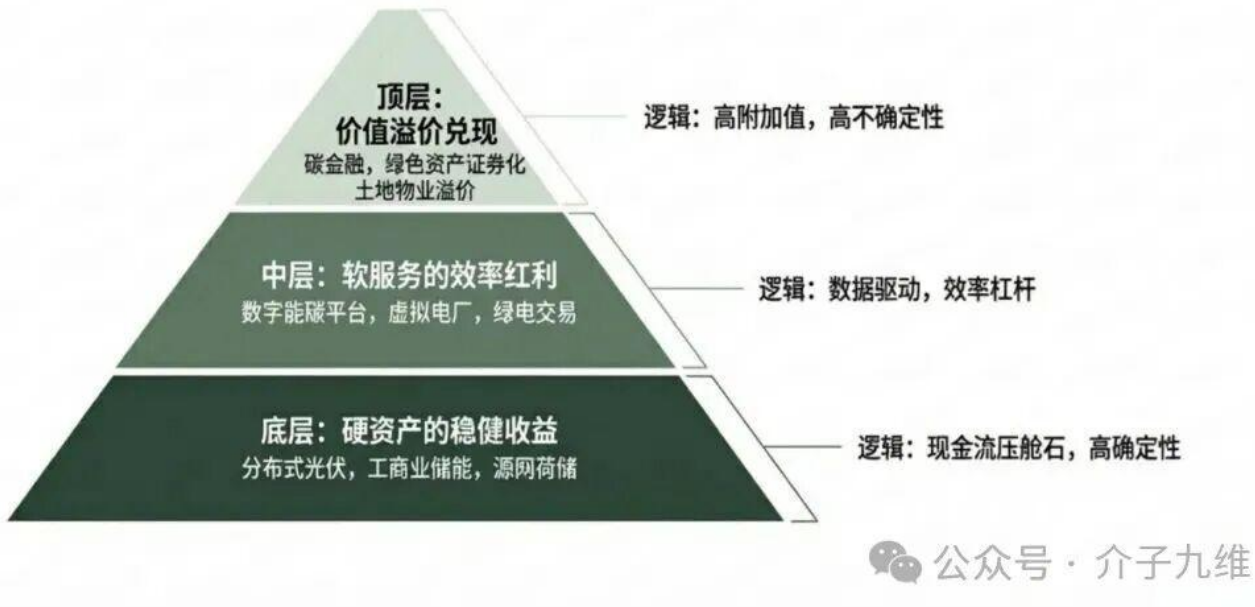 顶层：
价值溢价兑现
碳金融，绿色资产证券化
土地物业溢价
逻辑：高附加值，高不确定性
中层：软服务的效率红利
数字能碳平台，虚拟电厂，绿电交易
逻辑：数据驱动，效率杠杆
底层：硬资产的稳健收益
分布式光伏，工商业储能，源网荷储
逻辑：现金流压舱石，高确定性
公众号 · 介子九维